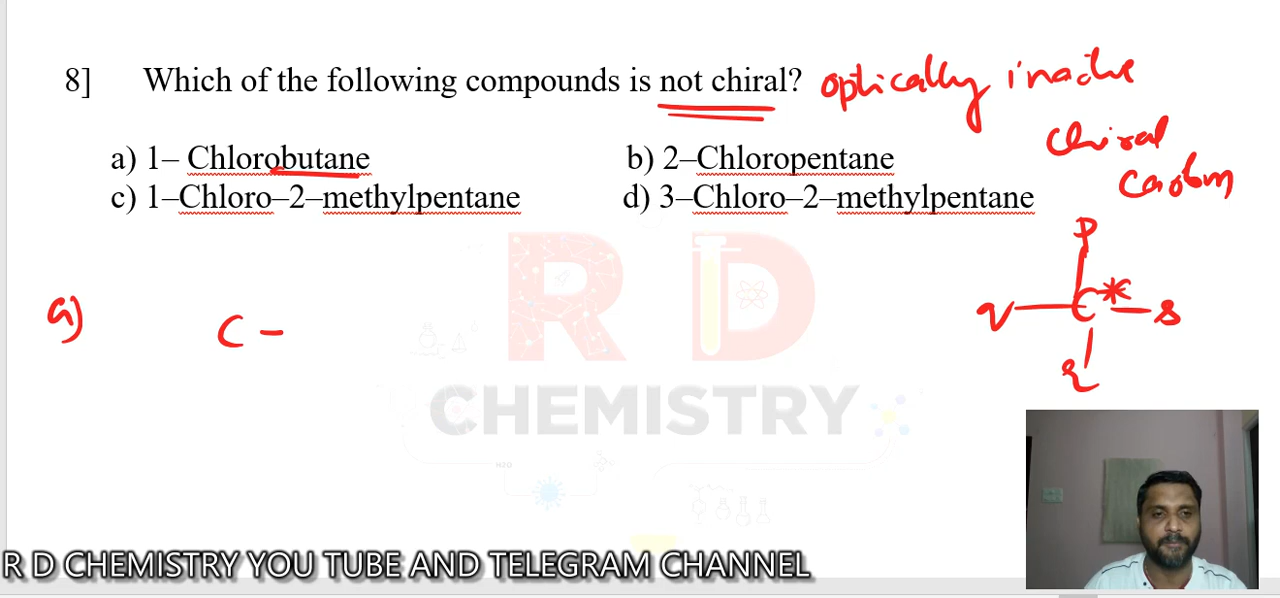 8] Which of the following compounds is not chiral? optically inactive
chiral
carbon
a) 1– Chlorobutane b) 2–Chloropentane
c) 1–Chloro–2–methylpentane d) 3–Chloro–2–methylpentane
P
C*
S
a) C –
R D
CHEMISTRY
H2O
R D CHEMISTRY YOU TUBE AND TELEGRAM CHANNEL